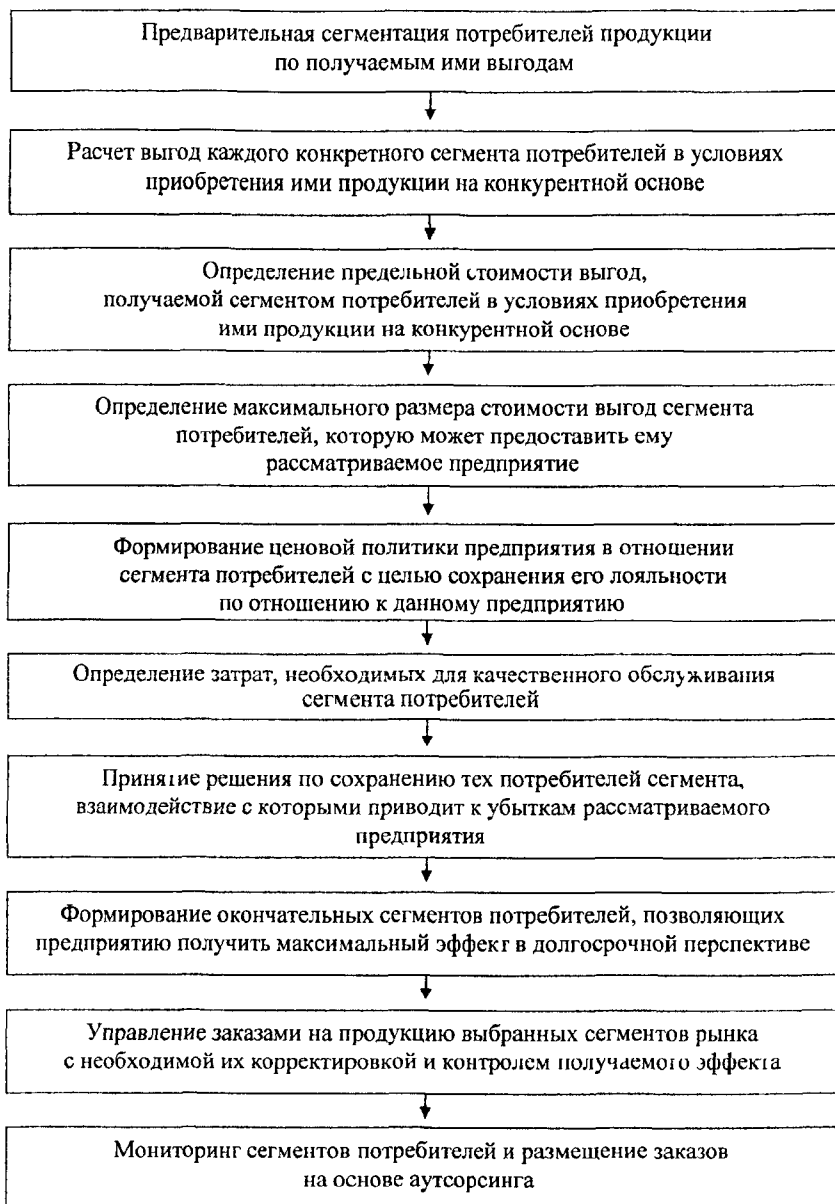 Предварительная сегментация потребителей продукции
по получаемым ими выгодам
Расчет выгод каждого конкретного сегмента потребителей в условиях
приобретения ими продукции на конкурентной основе
Определение предельной стоимости выгод,
получаемой сегментом потребителей в условиях приобретения
ими продукции на конкурентной основе
Определение максимального размера стоимости выгод сегмента
потребителей, которую может предоставить ему
рассматриваемое предприятие
Формирование ценовой политики предприятия в отношении
сегмента потребителей с целью сохранения его лояльности
по отношению к данному предприятию
Определение затрат, необходимых для качественного обслуживания
сегмента потребителей
Принятие решения по сохранению тех потребителей сегмента,
взаимодействие с которыми приводит к убыткам рассматриваемого
предприятия
Формирование окончательных сегментов потребителей, позволяющих
предприятию получить максимальный эффект в долгосрочной перспективе
Управление заказами на продукцию выбранных сегментов рынка
с необходимой их корректировкой и контролем получаемого эффекта
Мониторинг сегментов потребителей и размещение заказов
на основе аутсорсинга